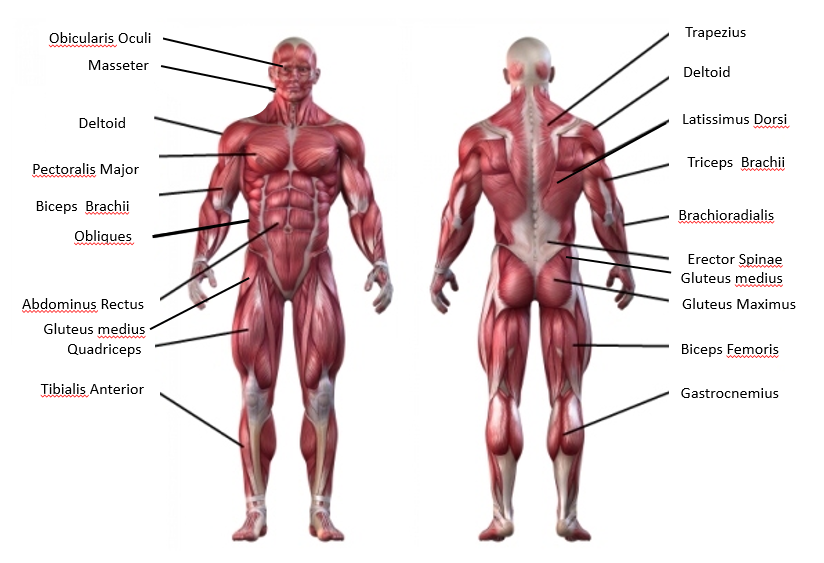 Obicularis Oculi
Masseter
Deltoid
Pectoralis Major
Biceps Brachii
Obliques
Abdominus Rectus
Gluteus medius
Quadriceps
Tibialis Anterior
Trapezius
Deltoid
Latissimus Dorsi
Triceps Brachii
Brachioradialis
Erector Spinae
Gluteus medius
Gluteus Maximus
Biceps Femoris
Gastrocnemius